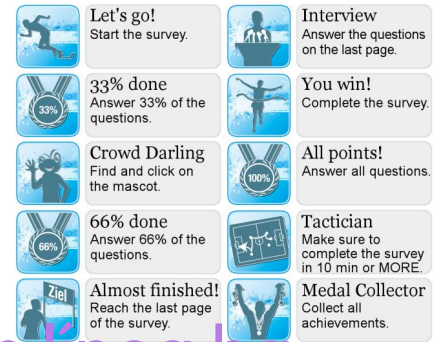 Let's go!
Start the survey.
Interview
Answer the questions
on the last page.
33%
33% done
Answer 33% of the
questions.
You win!
Complete the survey.
Crowd Darling
Find and click on
the mascot.
100%
All points!
Answer all questions.
66%
66% done
Answer 66% of the
questions.
Tactician
Make sure to
complete the survey
in 10 min or MORE.
Ziel
Almost finished!
Reach the last page
of the survey.
Medal Collector
Collect all
achievements.